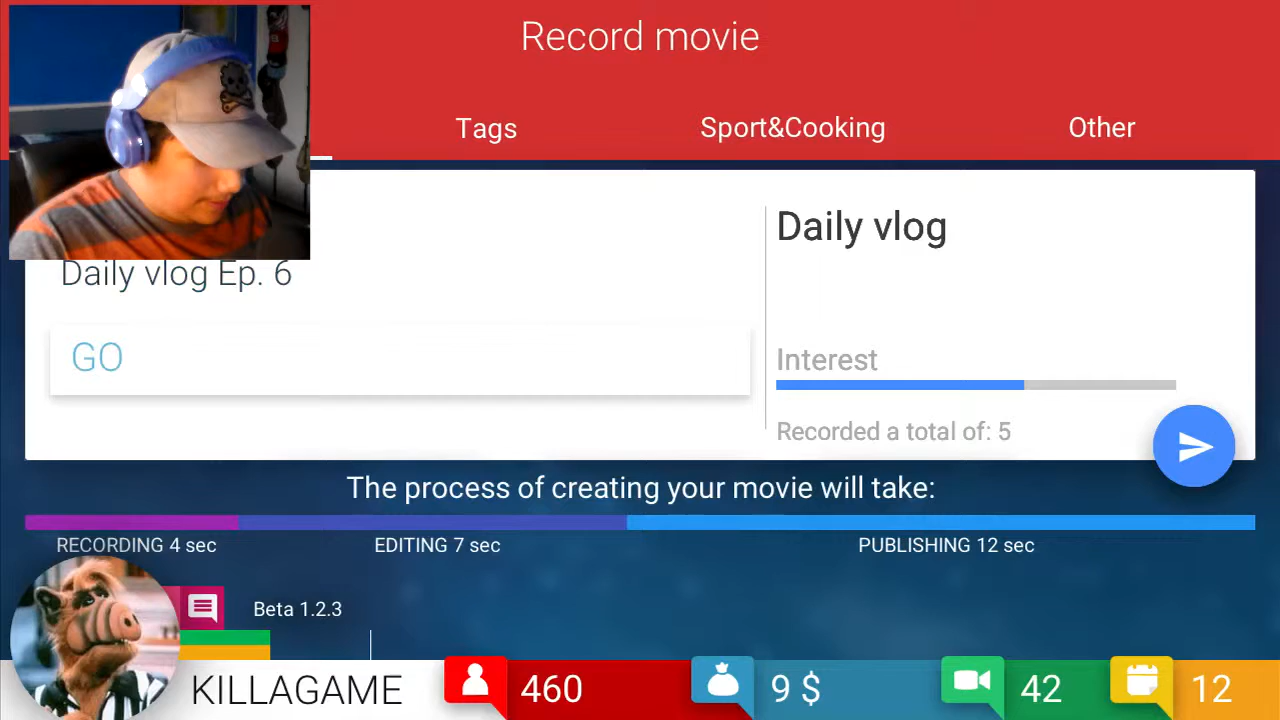 Record movie
Tags
Sport&Cooking
Other
Daily vlog Ep. 6
GO
Daily vlog
Interest
Recorded a total of: 5
The process of creating your movie will take:
RECORDING 4 sec
EDITING 7 sec
PUBLISHING 12 sec
Beta 1.2.3
KILLAGAME
460
9 $
42
12